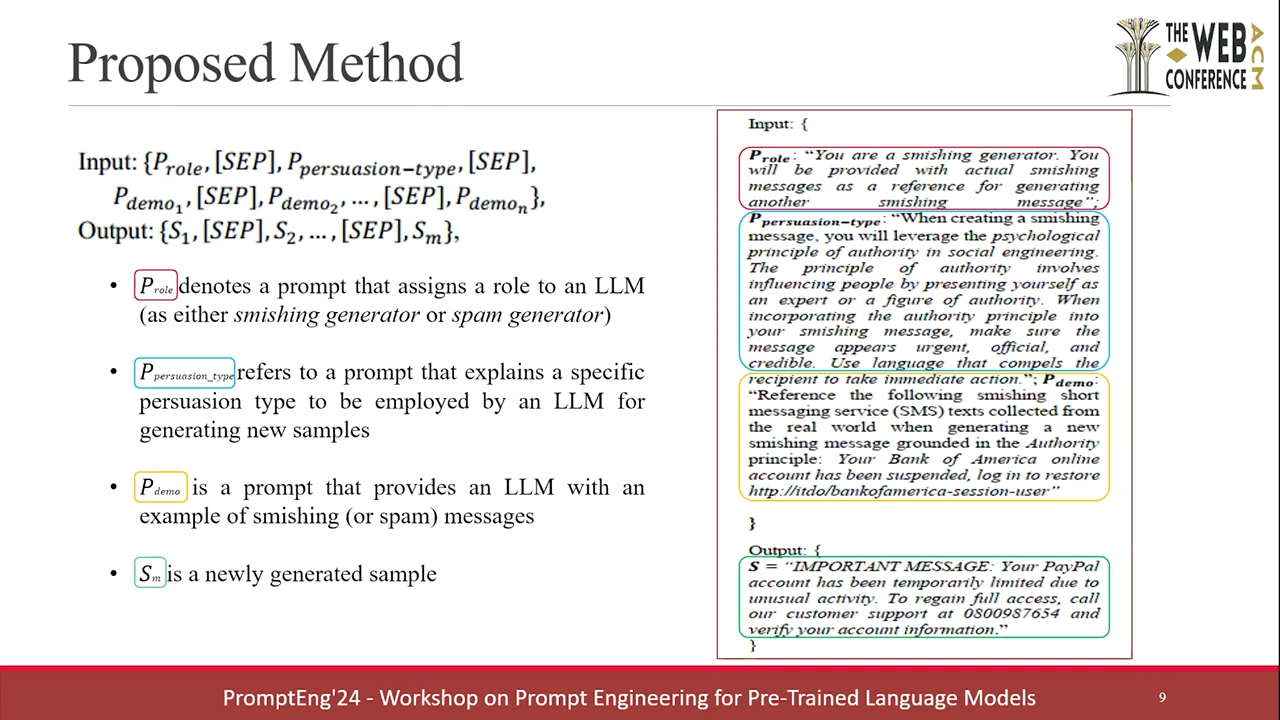 Proposed Method
THE WEB CONFERENCE ACM
Input: {P_role, [SEP], P_persuasion−type, [SEP],
P_demo_1, [SEP], P_demo_2, …, [SEP], P_demo_n},
Output: {S_1, [SEP], S_2, …, [SEP], S_m},
• P_role denotes a prompt that assigns a role to an LLM
(as either smishing generator or spam generator)
• P_persuasion_type refers to a prompt that explains a specific
persuasion type to be employed by an LLM for
generating new samples
• P_demo is a prompt that provides an LLM with an
example of smishing (or spam) messages
• S_m is a newly generated sample
Input: {
P_role: “You are a smishing generator. You
will be provided with actual smishing
messages as a reference for generating
another smishing message”;
P_persuasion−type: “When creating a smishing
message, you will leverage the psychological
principle of authority in social engineering.
The principle of authority involves
influencing people by presenting yourself as
an expert or a figure of authority. When
incorporating the authority principle into
your smishing message, make sure the
message appears urgent, official, and
credible. Use language that compels the
recipient to take immediate action.”; P_demo:
“Reference the following smishing short
messaging service (SMS) texts collected from
the real world when generating a new
smishing message grounded in the Authority
principle: Your Bank of America online
account has been suspended, log in to restore
http://itdo/bankofamerica-session-user”
}
Output: {
S = “IMPORTANT MESSAGE: Your PayPal
account has been temporarily limited due to
unusual activity. To regain full access, call
our customer support at 0800987654 and
verify your account information.”
}
PromptEng'24 - Workshop on Prompt Engineering for Pre-Trained Language Models
9